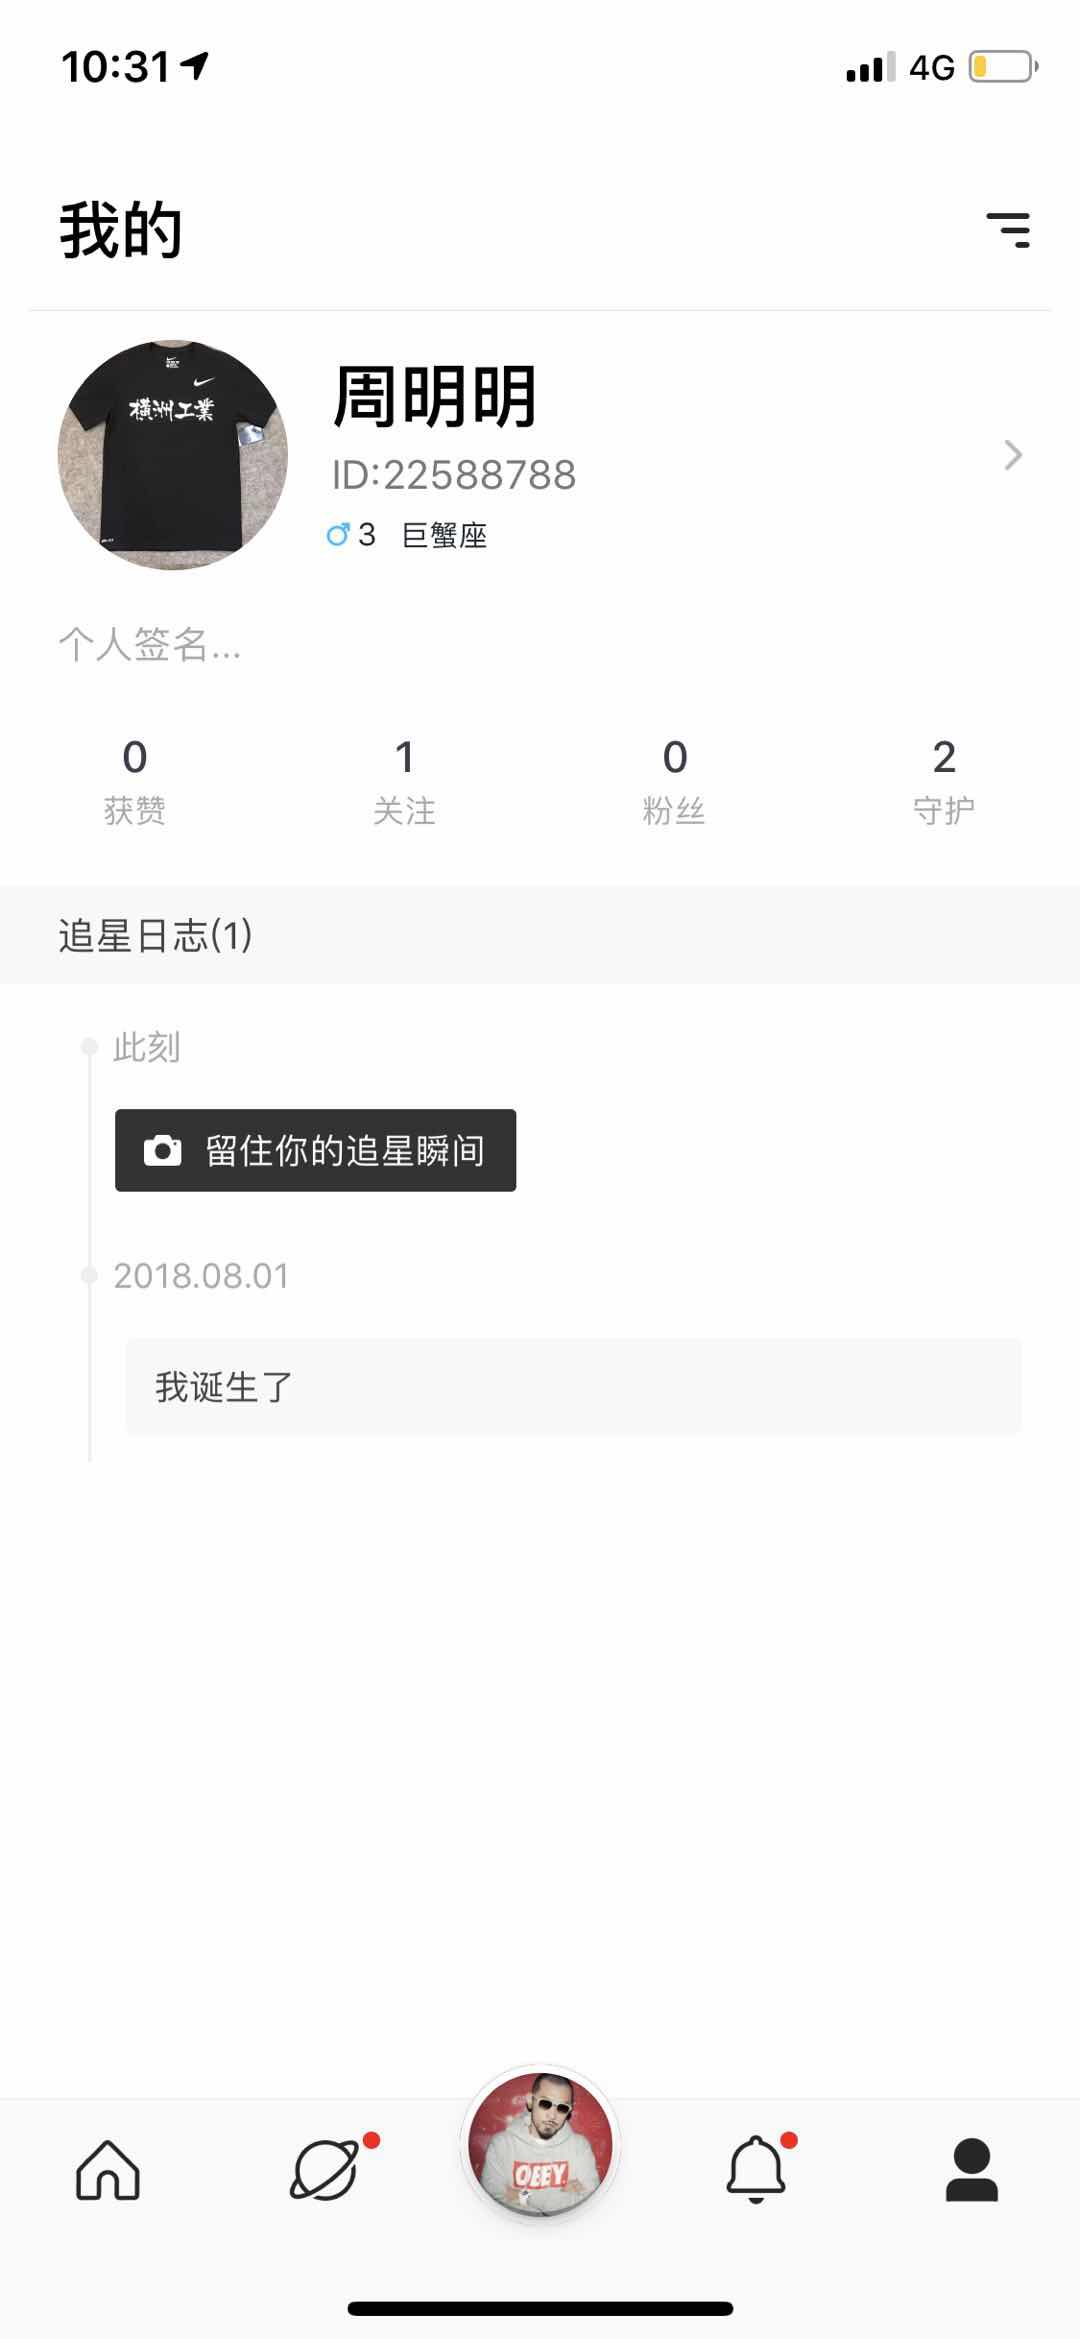 10:31
4G
我的
横洲工業
周明明
ID:22588788
3 巨蟹座
个人签名...
0 1 0 2
获赞 关注 粉丝 守护
追星日志(1)
此刻
留住你的追星瞬间
2018.08.01
我诞生了
OBEY